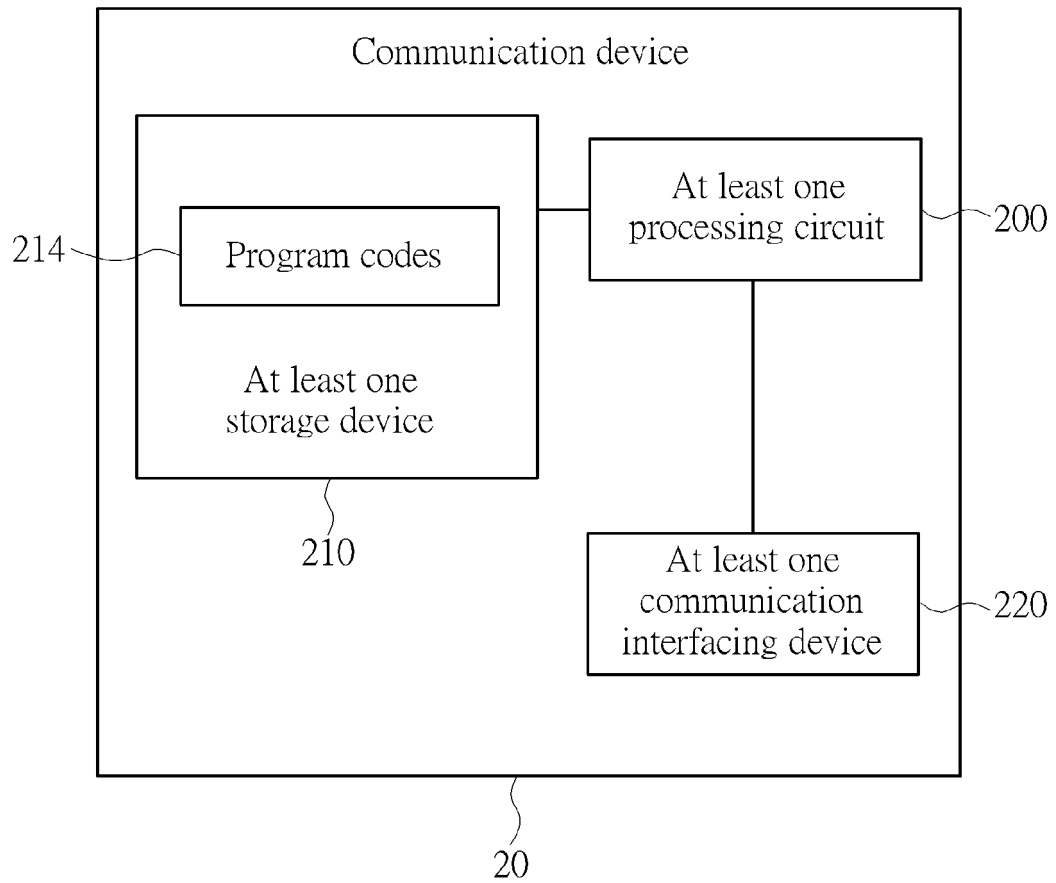 Communication device
At least one
processing circuit
200
214
Program codes
At least one
storage device
210
At least one
communication
interfacing device
220
20